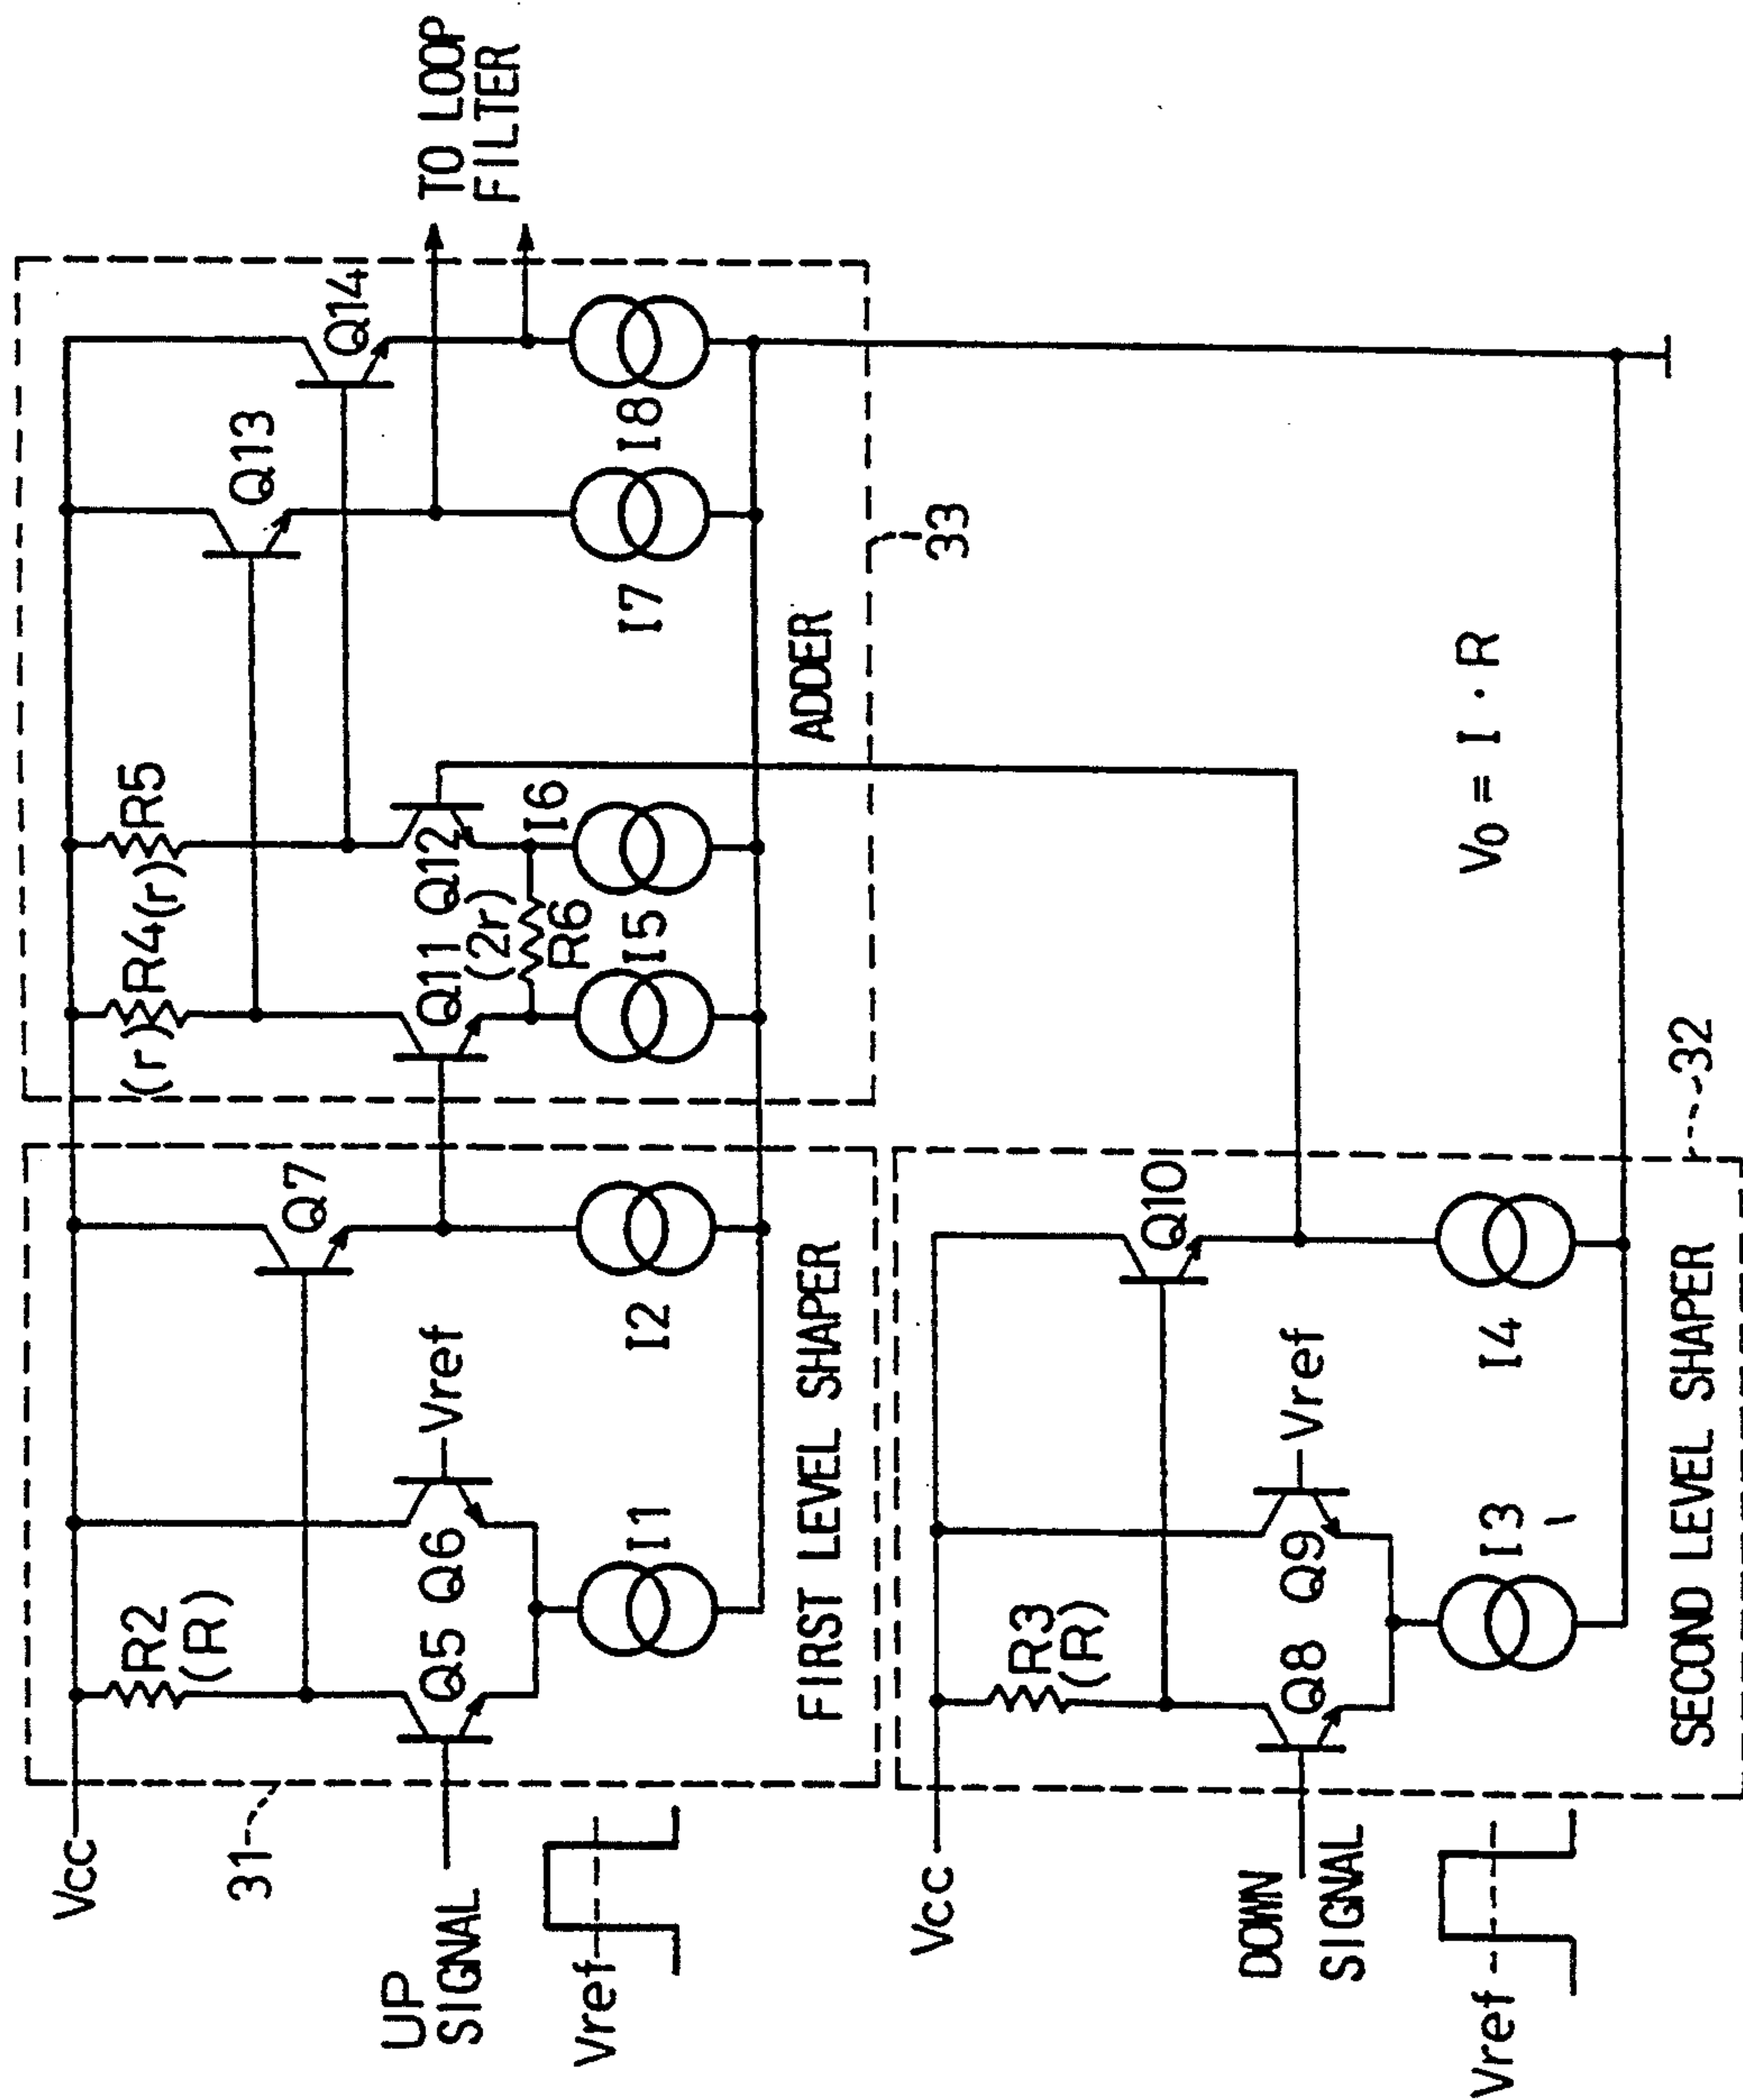 Vcc
31
R2
(R)
Q7
Q5
Q6
Vref
I1
I2
UP
SIGNAL
Vref
FIRST LEVEL SHAPER
(r)
R4
(r)
R5
Q13
Q14
Q11
Q12
(2r)
R6
I5
I6
I7
I8
ADDER
33
TO LOOP
FILTER
Vcc
R3
(R)
Q10
Q8
Q9
Vref
I3
I4
DOWN
SIGNAL
Vref
SECOND LEVEL SHAPER
32
V0 = I · R